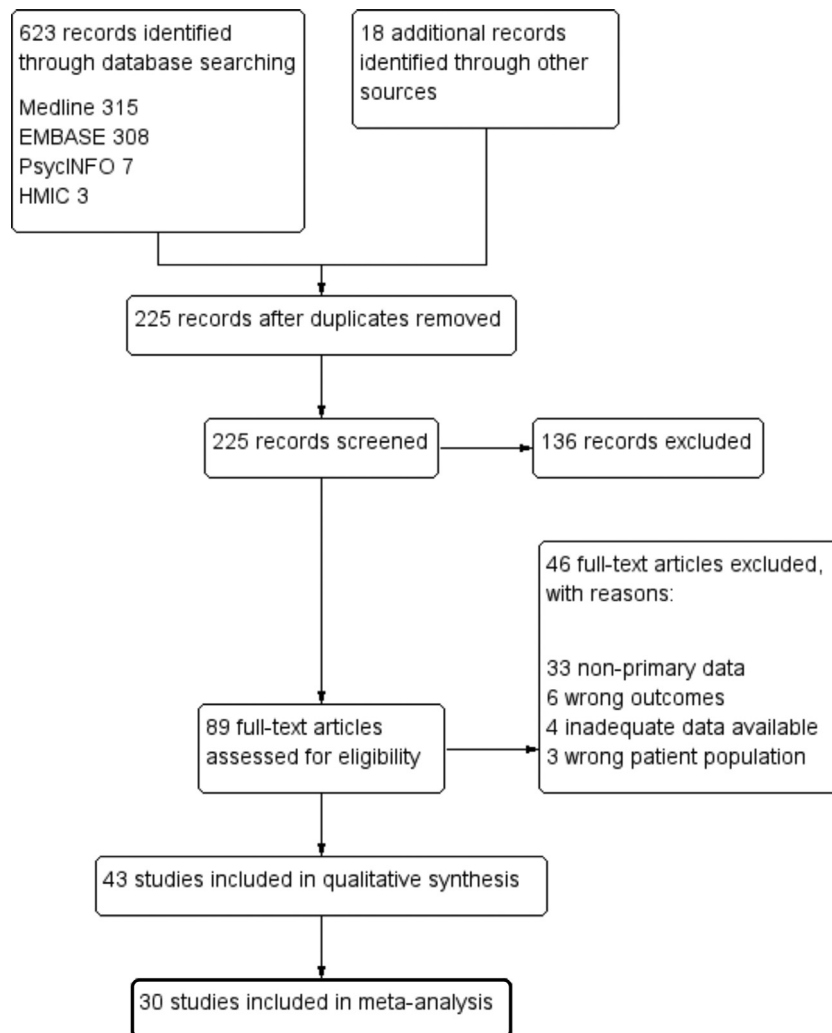 623 records identified
through database searching
Medline 315
EMBASE 308
PsycINFO 7
HMIC 3
18 additional records
identified through other
sources
225 records after duplicates removed
225 records screened
136 records excluded
46 full-text articles excluded,
with reasons:
33 non-primary data
6 wrong outcomes
4 inadequate data available
3 wrong patient population
89 full-text articles
assessed for eligibility
43 studies included in qualitative synthesis
30 studies included in meta-analysis